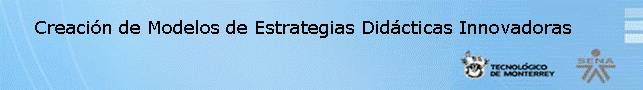 Creación de Modelos de Estrategias Didácticas Innovadoras
TECNOLÓGICO
DE MONTERREY
SENA